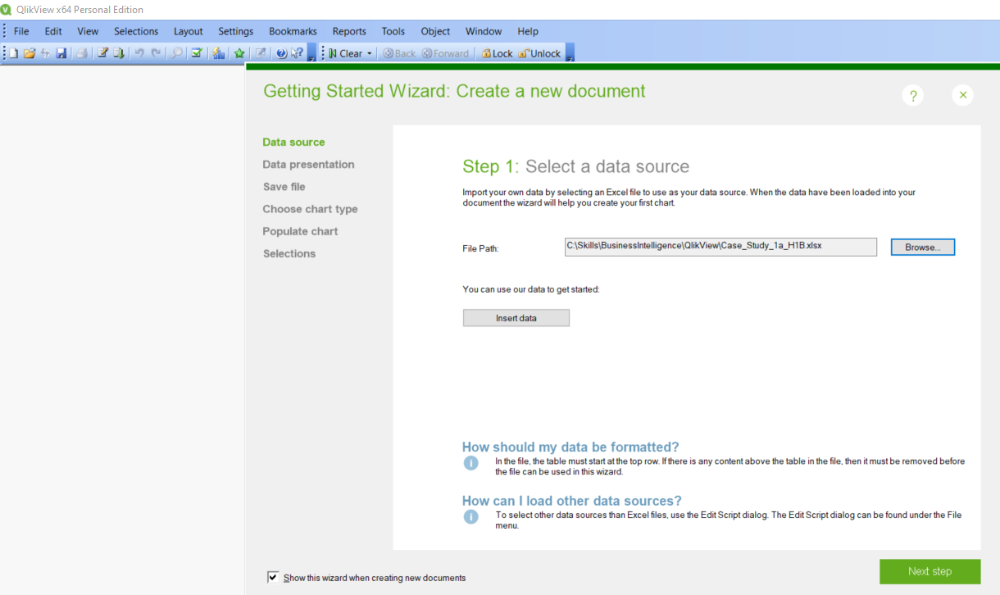 QlikView x64 Personal Edition
File Edit View Selections Layout Settings Bookmarks Reports Tools Object Window Help
Clear Back Forward Lock Unlock
Getting Started Wizard: Create a new document
?
×
Data source
Data presentation
Save file
Choose chart type
Populate chart
Selections
Step 1: Select a data source
Import your own data by selecting an Excel file to use as your data source. When the data have been loaded into your
document the wizard will help you create your first chart.
File Path:
C:\Skills\BusinessIntelligence\QlikView\Case_Study_1a_H1B.xlsx
Browse...
You can use our data to get started:
Insert data
How should my data be formatted?
In the file, the table must start at the top row. If there is any content above the table in the file, then it must be removed before
the file can be used in this wizard.
How can I load other data sources?
To select other data sources than Excel files, use the Edit Script dialog. The Edit Script dialog can be found under the File
menu.
Show this wizard when creating new documents
Next step